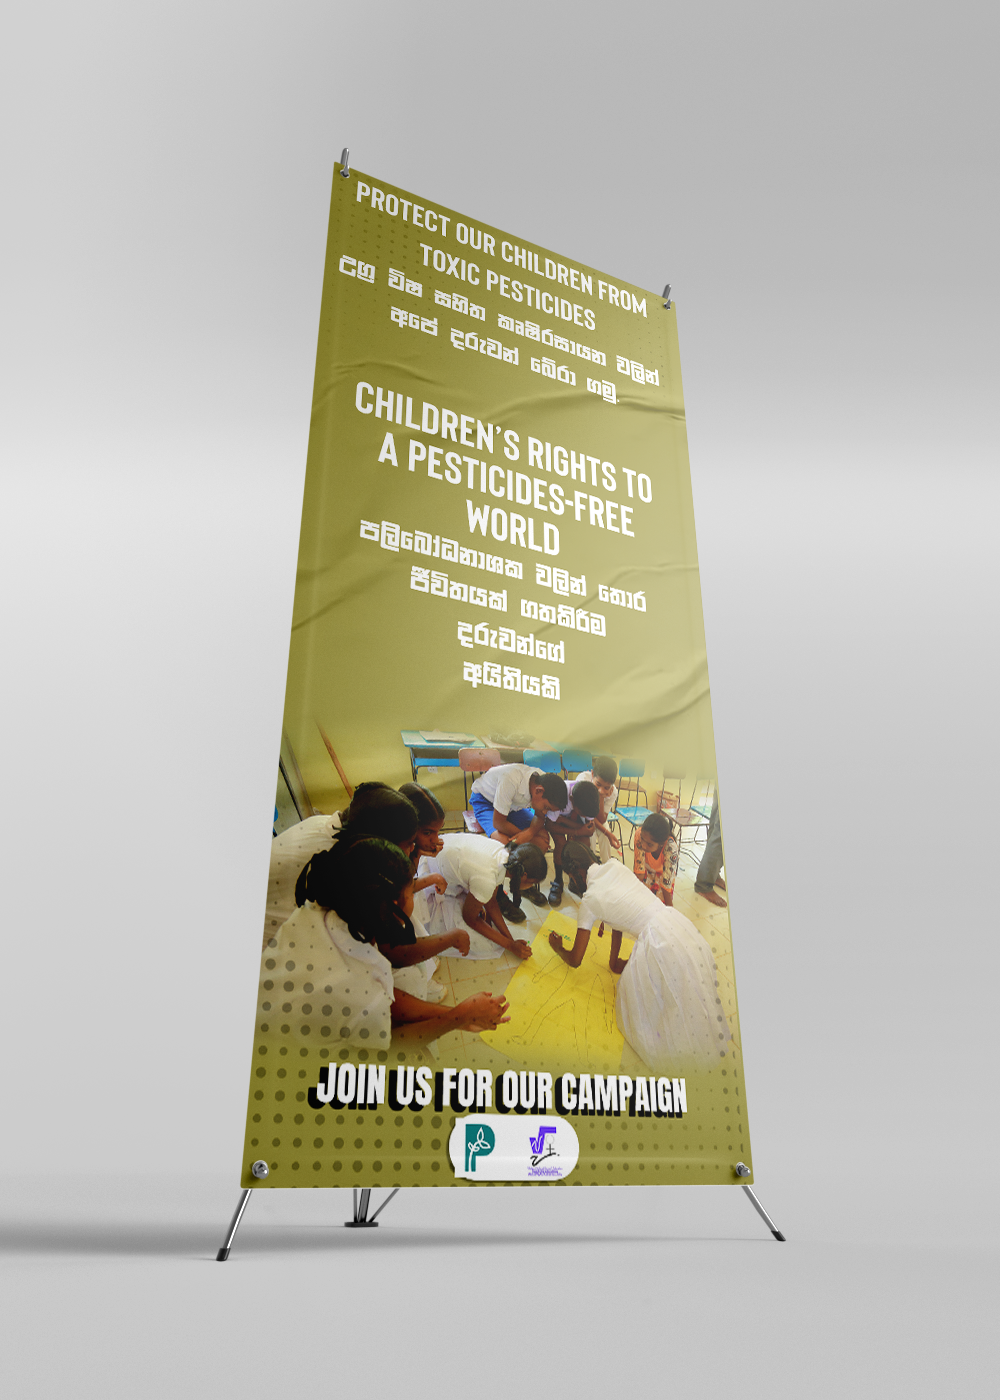 PROTECT OUR CHILDREN FROM
TOXIC PESTICIDES
උග්‍ර විෂ සහිත කෘෂිරසායන වලින්
අපේ දරුවන් බේරා ගමු.
CHILDREN'S RIGHTS TO
A PESTICIDES-FREE
WORLD
පලිබෝධනාශක වලින් තොර
ජීවිතයක් ගතකිරීම
දරුවන්ගේ
අයිතියකි
JOIN US FOR OUR CAMPAIGN